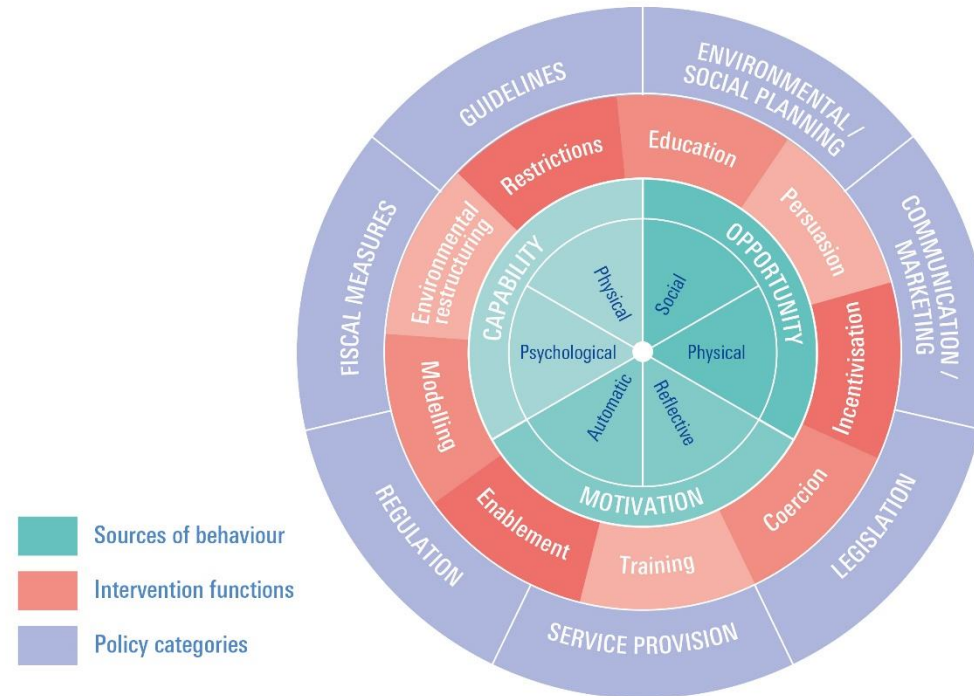 GUIDELINES
ENVIRONMENTAL /
SOCIAL PLANNING
COMMUNICATION /
MARKETING
LEGISLATION
SERVICE PROVISION
REGULATION
FISCAL MEASURES
Restrictions
Education
Persuasion
Incentivisation
Coercion
Training
Enablement
Modelling
Environmental
restructuring
CAPABILITY
OPPORTUNITY
MOTIVATION
Physical
Social
Psychological
Physical
Automatic
Reflective
Sources of behaviour
Intervention functions
Policy categories